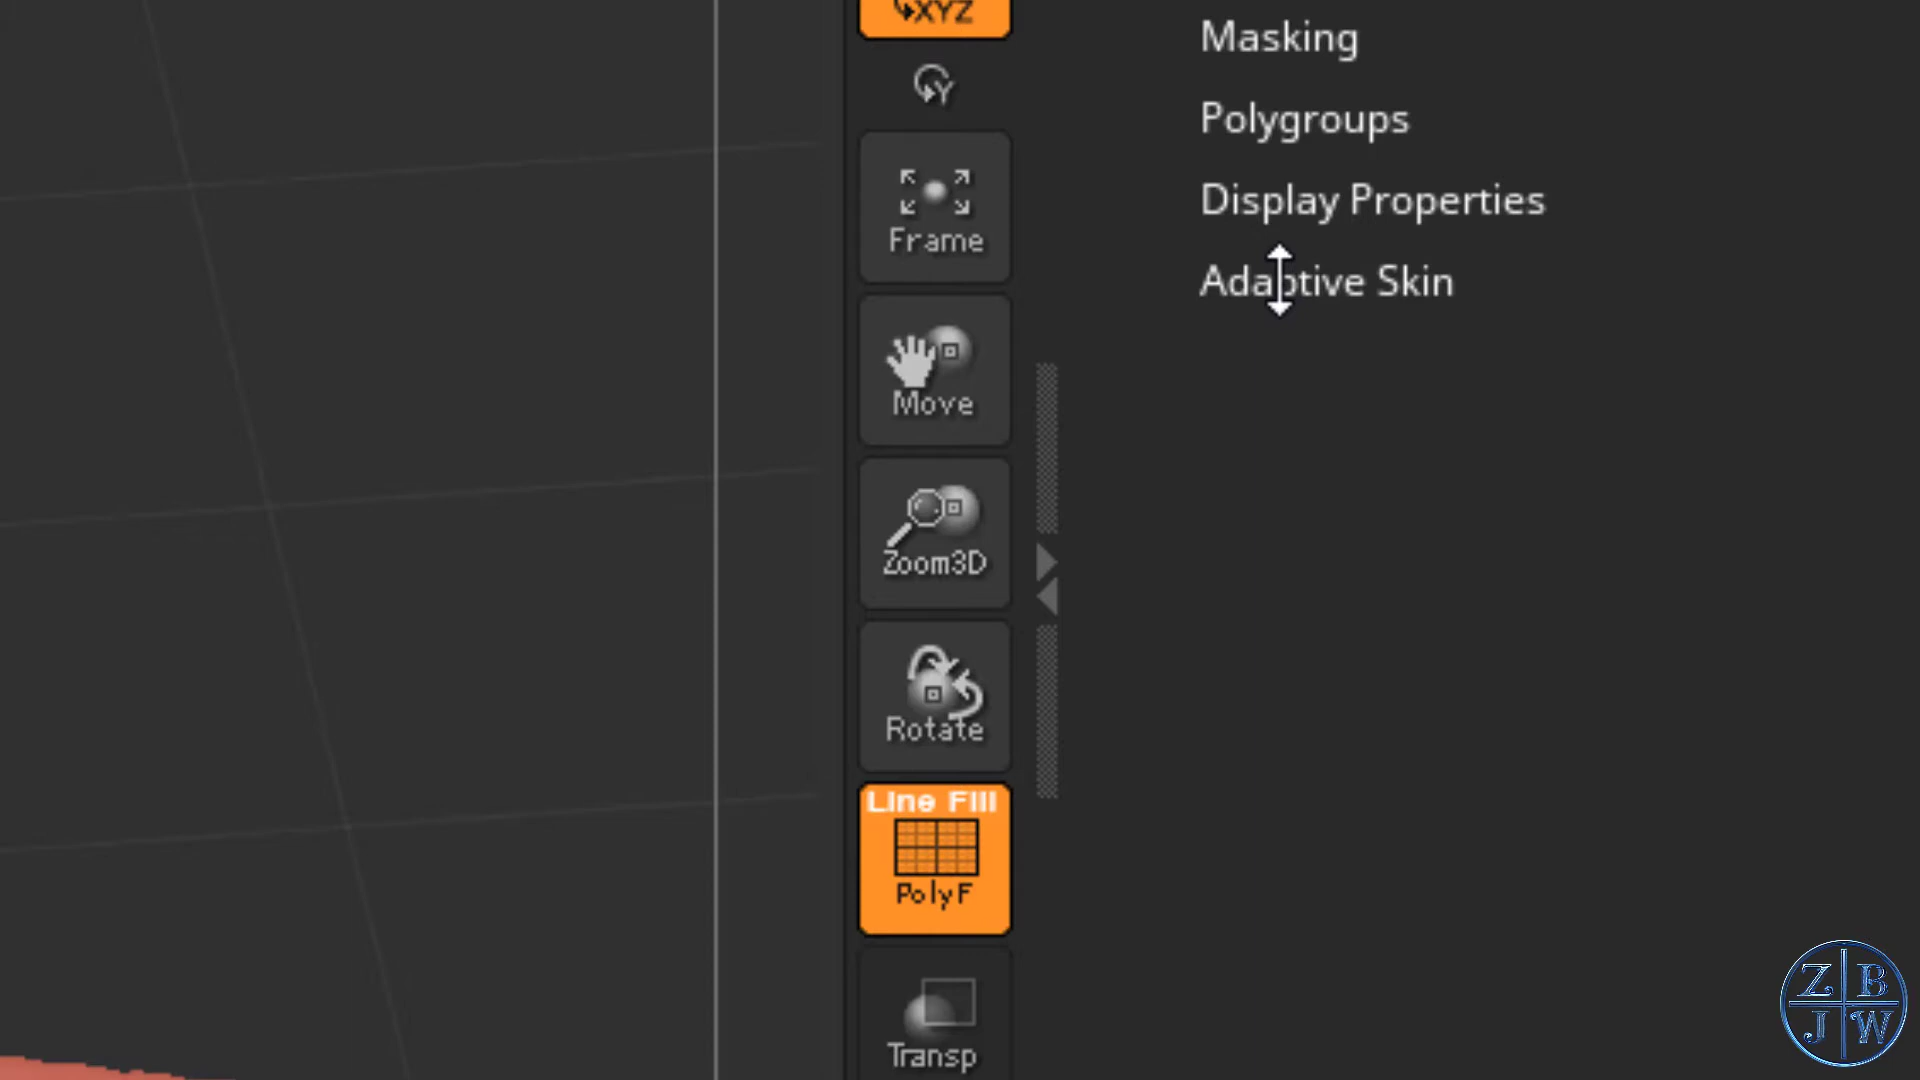 XYZ
Y
Frame
Move
Zoom3D
Rotate
Line Fill
PolyF
Transp
Masking
Polygroups
Display Properties
Adaptive Skin
Z B
J W